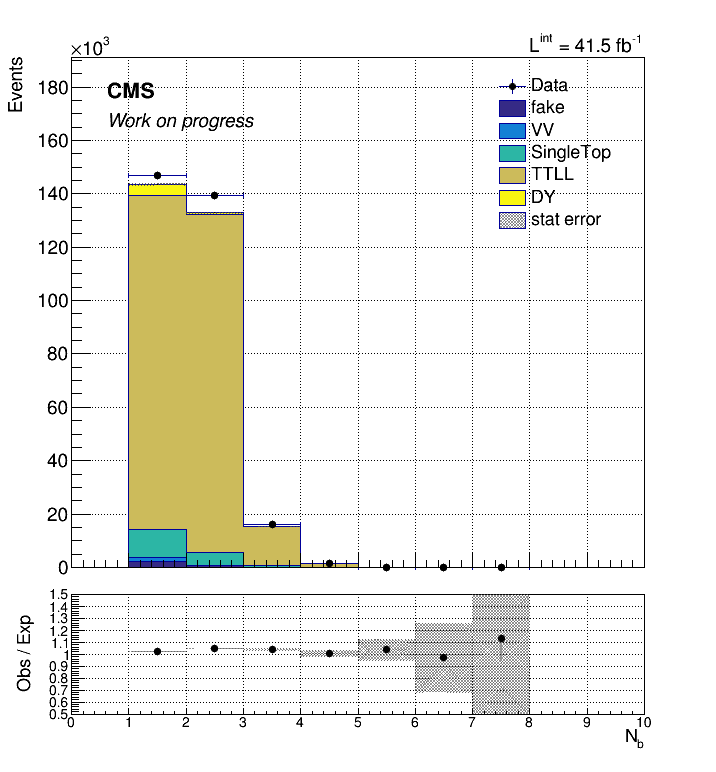 ×10³
L^int = 41.5 fb⁻¹
Events
CMS
Work on progress
Data
fake
VV
SingleTop
TTLL
DY
stat error
180
160
140
120
100
80
60
40
20
0
Obs / Exp
1.5
1.4
1.3
1.2
1.1
1
0.9
0.8
0.7
0.6
0.5
0 1 2 3 4 5 6 7 8 9 10
N_b